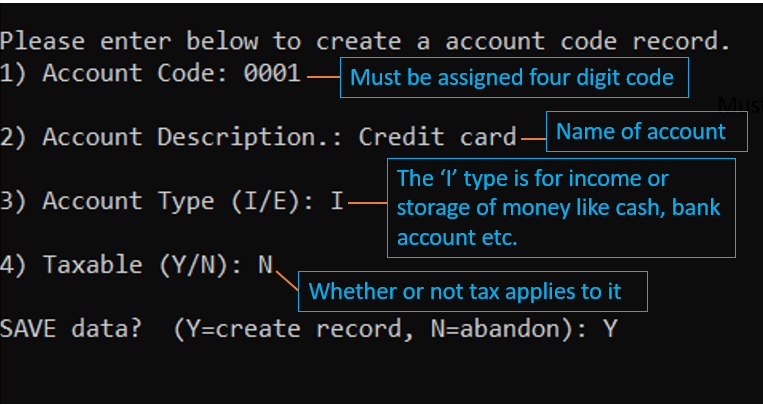 Please enter below to create a account code record.
1) Account Code: 0001
Must be assigned four digit code
Mus
2) Account Description.: Credit card
Name of account
3) Account Type (I/E): I
The ‘I’ type is for income or
storage of money like cash, bank
account etc.
4) Taxable (Y/N): N
Whether or not tax applies to it
SAVE data?  (Y=create record, N=abandon): Y